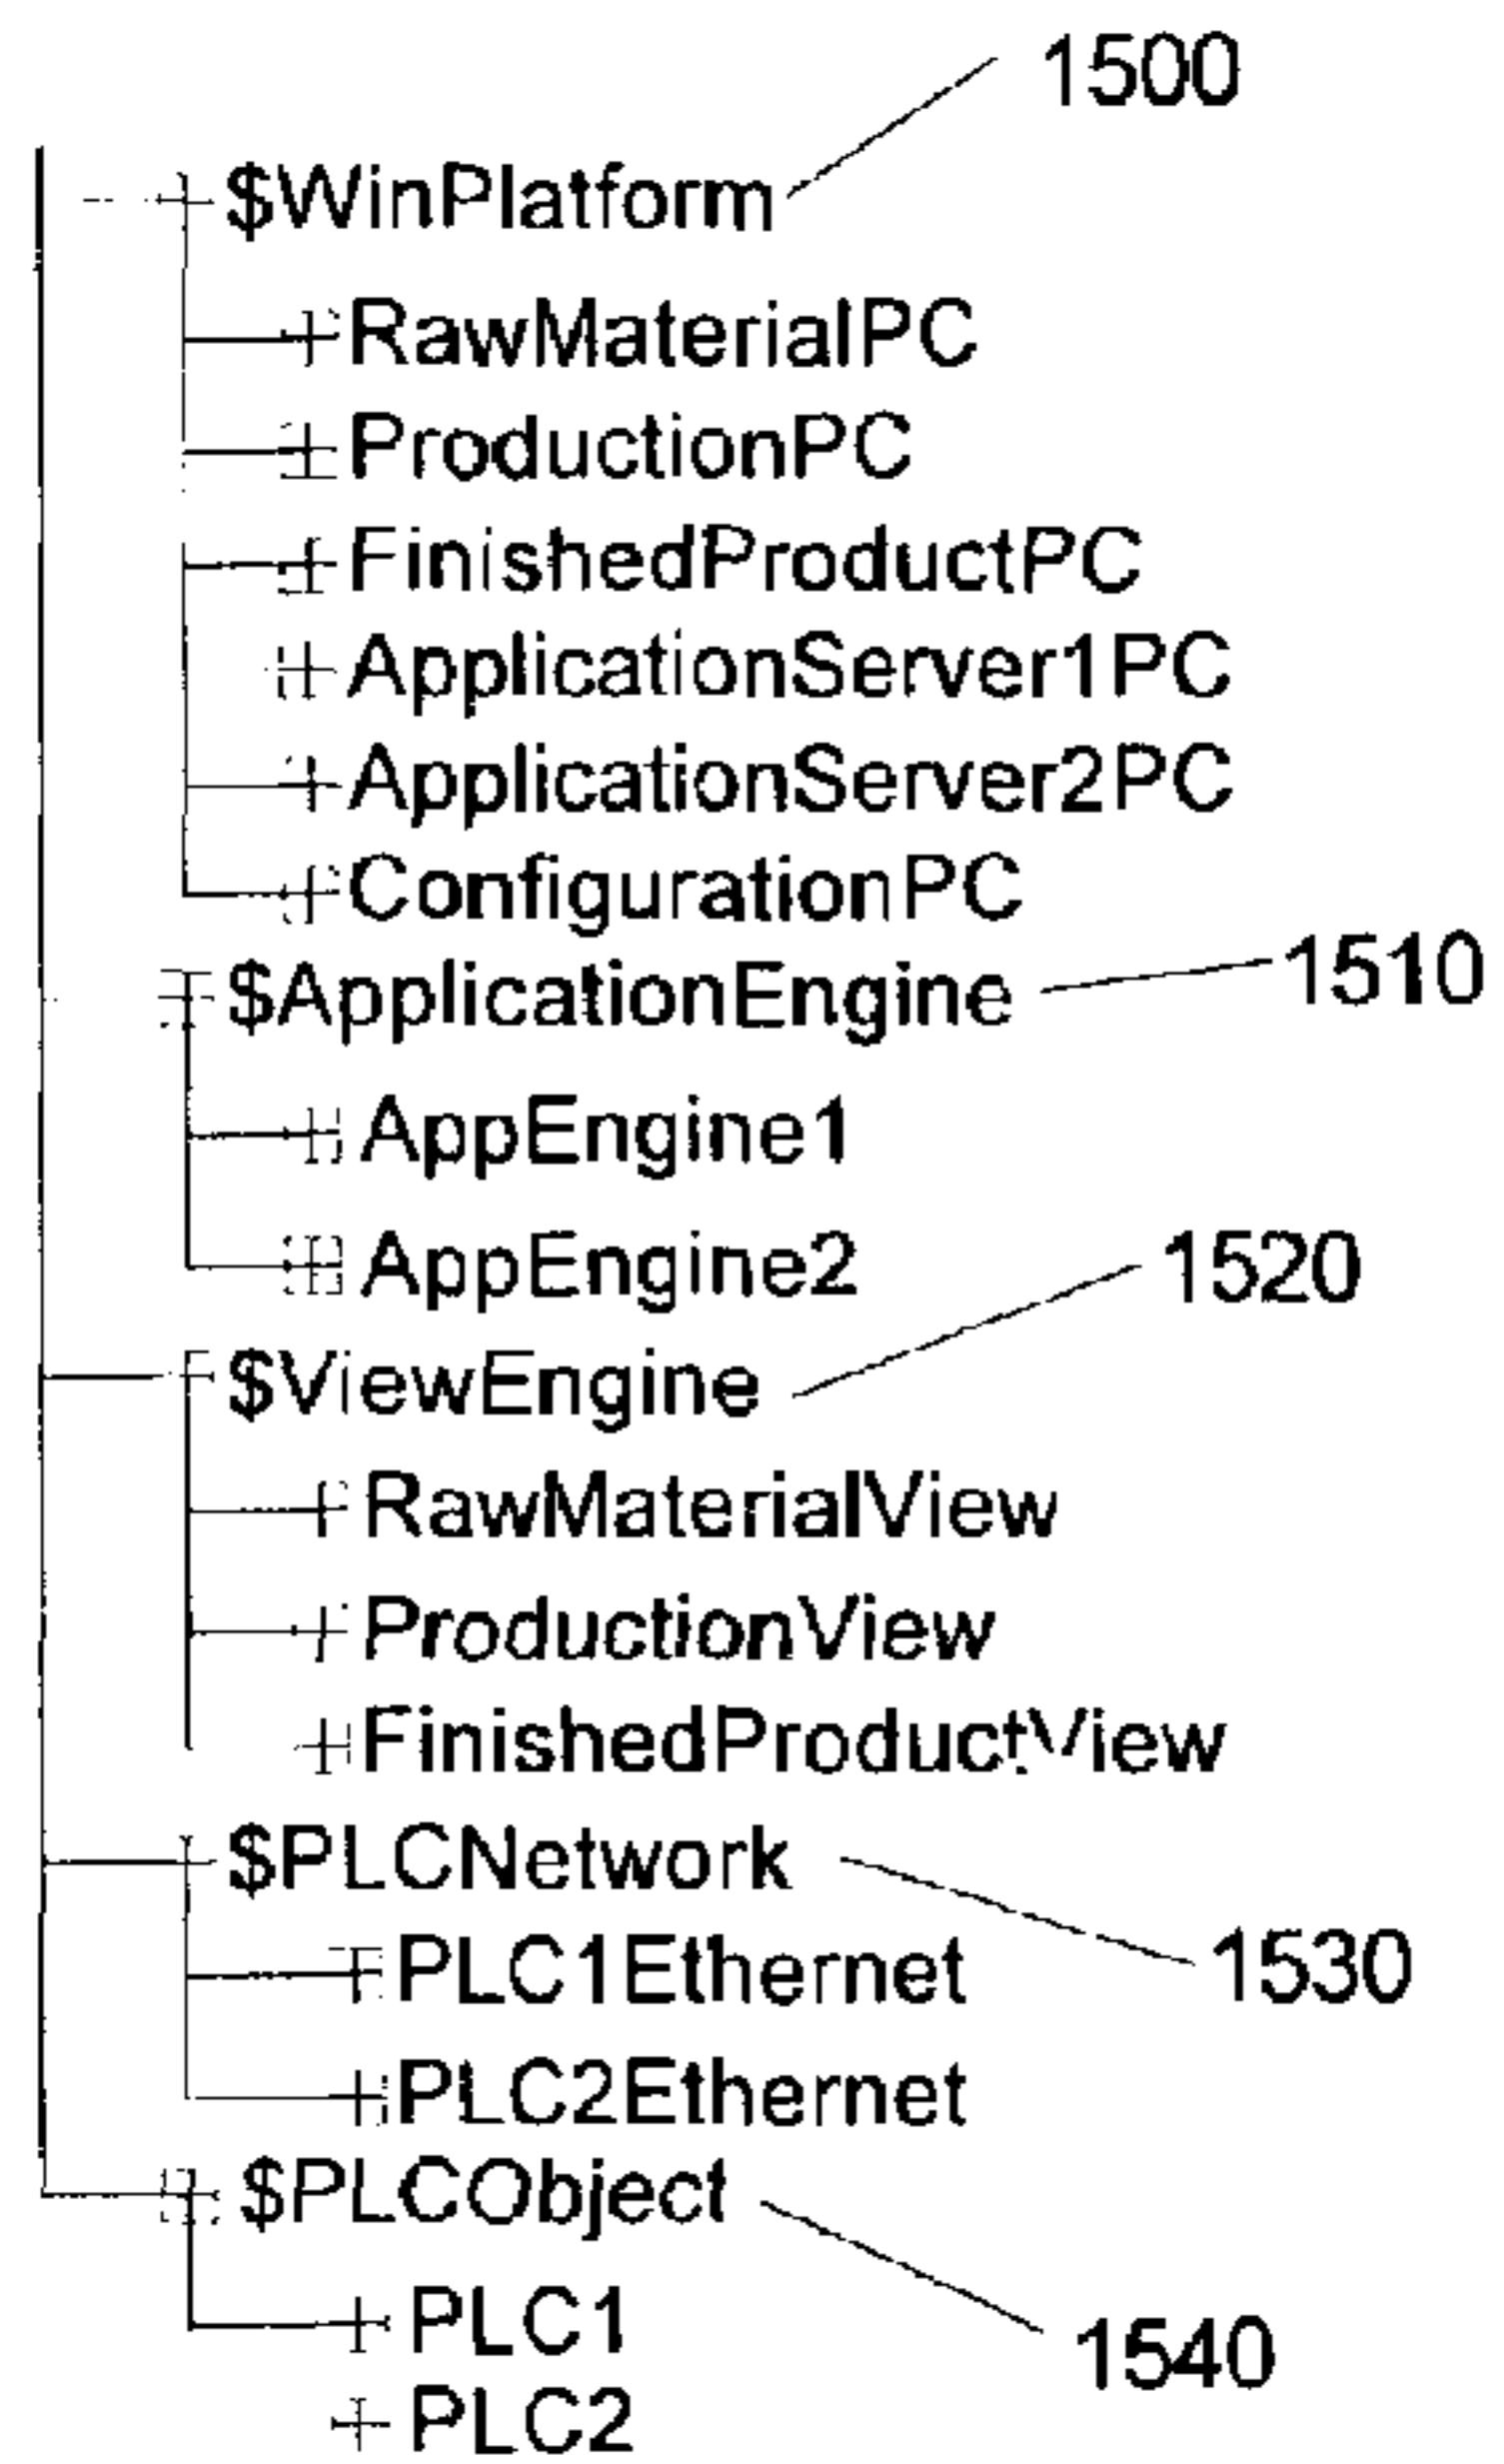 1500
$WinPlatform
RawMaterialPC
ProductionPC
FinishedProductPC
ApplicationServer1PC
ApplicationServer2PC
ConfigurationPC
$ApplicationEngine 1510
AppEngine1
AppEngine2 1520
$ViewEngine
RawMaterialView
ProductionView
FinishedProductView
$PLCNetwork
PLC1Ethernet 1530
PLC2Ethernet
$PLCObject
PLC1 1540
PLC2